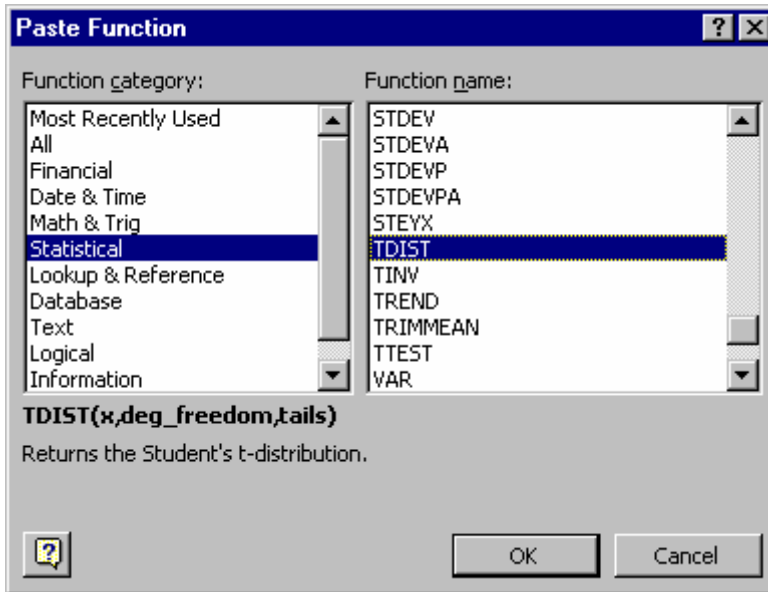 Paste Function
Function category:
Most Recently Used
All
Financial
Date & Time
Math & Trig
Statistical
Lookup & Reference
Database
Text
Logical
Information
Function name:
STDEV
STDEVA
STDEVP
STDEVPA
STEYX
TDIST
TINV
TREND
TRIMMEAN
TTEST
VAR
TDIST(x,deg_freedom,tails)
Returns the Student's t-distribution.
OK
Cancel